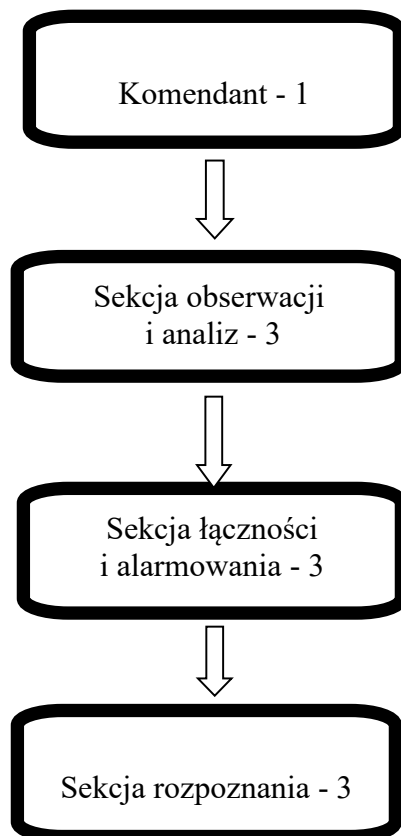 Komendant - 1
Sekcja obserwacji
i analiz - 3
Sekcja łączności
i alarmowania - 3
Sekcja rozpoznania - 3